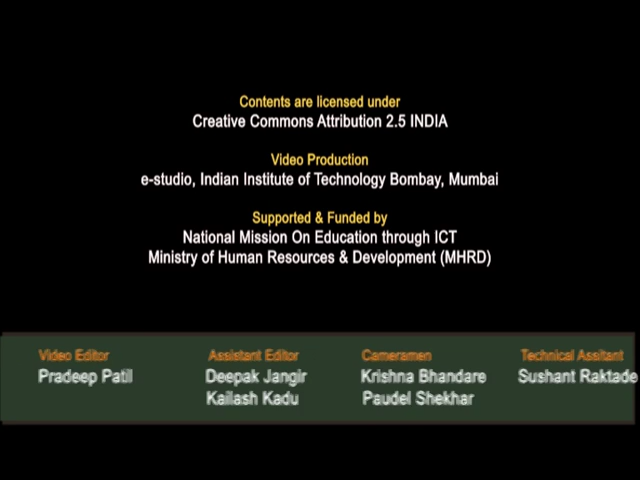 Contents are licensed under
Creative Commons Attribution 2.5 INDIA
Video Production
e-studio, Indian Institute of Technology Bombay, Mumbai
Supported & Funded by
National Mission On Education through ICT
Ministry of Human Resources & Development (MHRD)
Video Editor
Pradeep Patil
Assistant Editor
Deepak Jangir
Kailash Kadu
Cameramen
Krishna Bhandare
Paudel Shekhar
Technical Assitant
Sushant Raktade